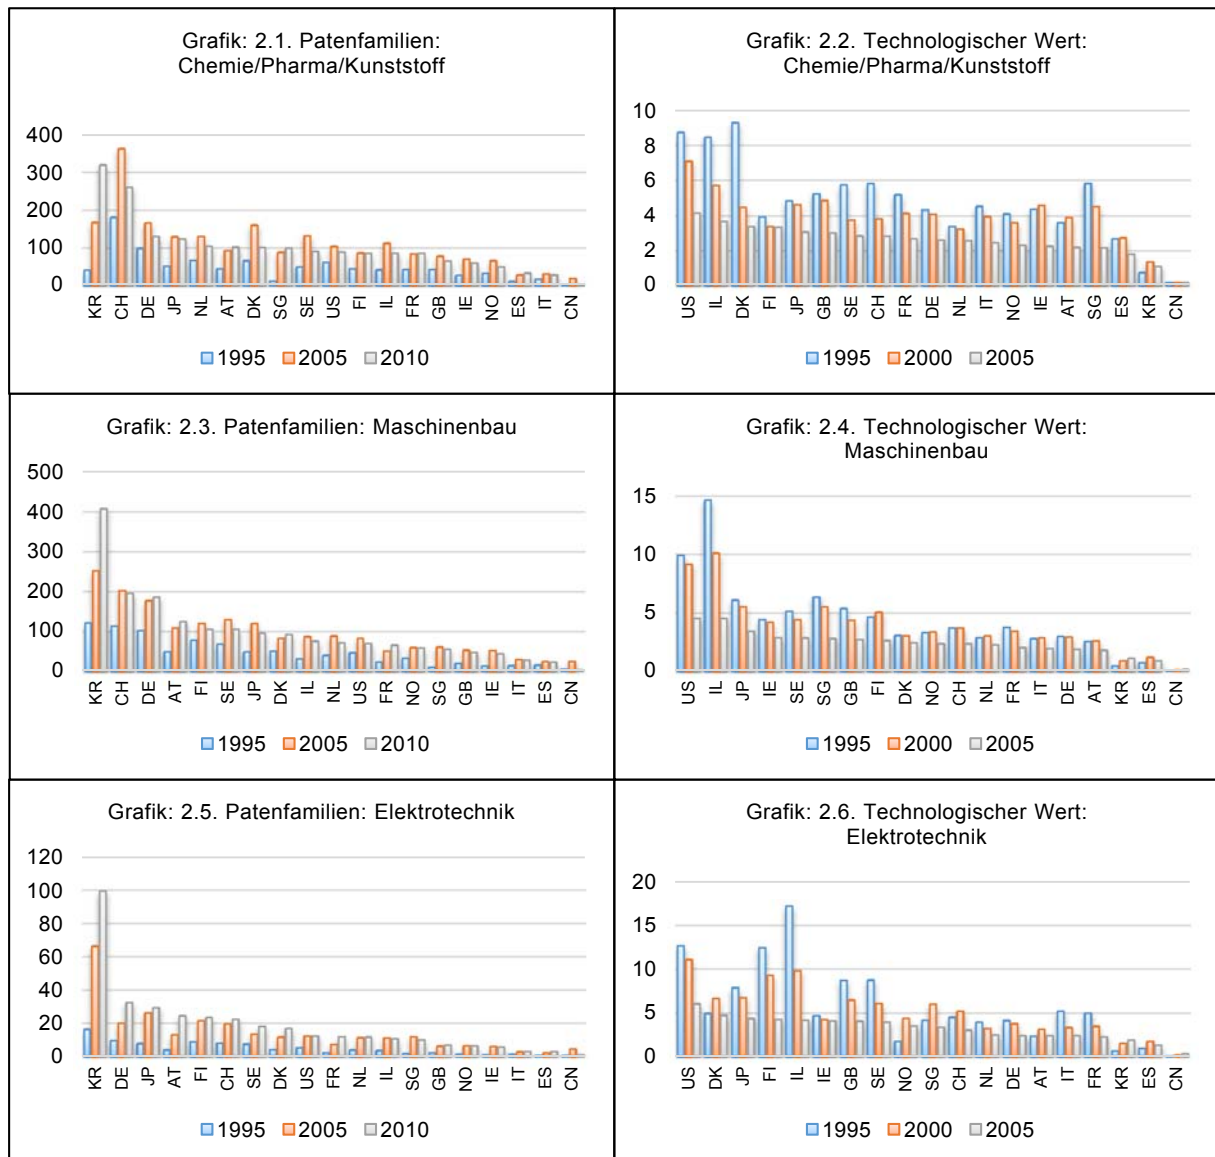 Grafik: 2.1. Patenfamilien:
Chemie/Pharma/Kunststoff
400
300
200
100
0
KR CH DE JP NL AT DK SG SE US FI IL FR GB IE NO ES IT CN
1995 2005 2010
Grafik: 2.2. Technologischer Wert:
Chemie/Pharma/Kunststoff
10
8
6
4
2
0
US IL DK FI JP GB SE CH FR DE NL IT NO IE AT SG ES KR CN
1995 2000 2005
Grafik: 2.3. Patenfamilien: Maschinenbau
500
400
300
200
100
0
KR CH DE AT FI SE JP DK IL NL US FR NO SG GB IE IT ES CN
1995 2005 2010
Grafik: 2.4. Technologischer Wert:
Maschinenbau
15
10
5
0
US IL JP IE SE SG GB FI DK NO CH NL FR IT DE AT KR ES CN
1995 2000 2005
Grafik: 2.5. Patenfamilien: Elektrotechnik
120
100
80
60
40
20
0
KR DE JP AT FI CH SE DK US FR NL IL SG GB NO IE IT ES CN
1995 2005 2010
Grafik: 2.6. Technologischer Wert:
Elektrotechnik
20
15
10
5
0
US DK JP FI IL IE GB SE NO SG CH NL DE AT IT FR KR ES CN
1995 2000 2005